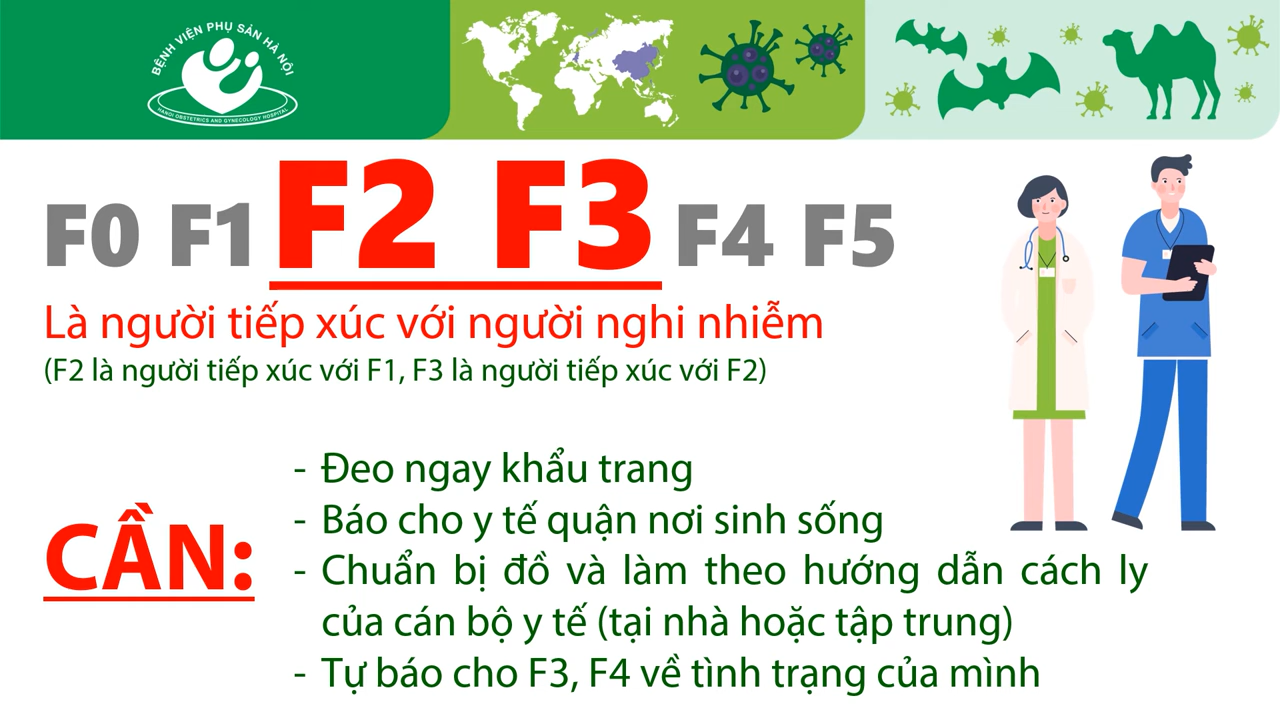 BỆNH VIỆN PHỤ SẢN HÀ NỘI
HANOI OBSTETRICS AND GYNECOLOGY HOSPITAL
F0 F1 F2 F3 F4 F5
Là người tiếp xúc với người nghi nhiễm
(F2 là người tiếp xúc với F1, F3 là người tiếp xúc với F2)
CẦN:
- Đeo ngay khẩu trang
- Báo cho y tế quận nơi sinh sống
- Chuẩn bị đồ và làm theo hướng dẫn cách ly
của cán bộ y tế (tại nhà hoặc tập trung)
- Tự báo cho F3, F4 về tình trạng của mình